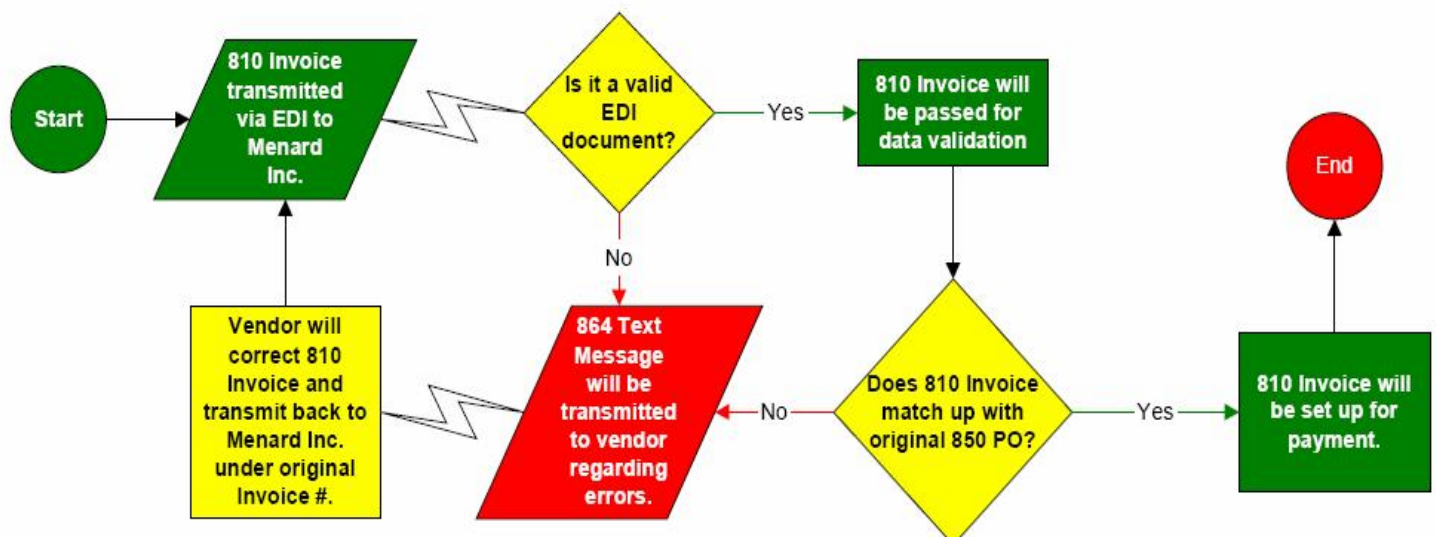 Start
810 Invoice
transmitted
via EDI to
Menard
Inc.
Is it a valid
EDI
document?
Yes
810 Invoice will
be passed for
data validation
End
No
Vendor will
correct 810
Invoice and
transmit back to
Menard Inc.
under original
Invoice #.
864 Text
Message
will be
transmitted
to vendor
regarding
errors.
No
Does 810 Invoice
match up with
original 850 PO?
Yes
810 Invoice will
be set up for
payment.